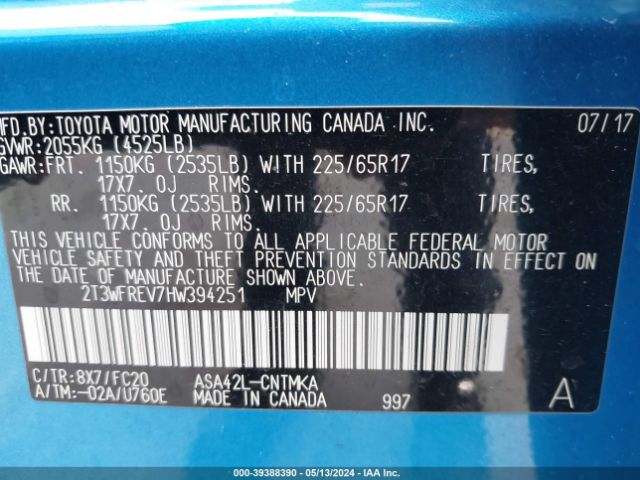 MFD.BY:TOYOTA MOTOR MANUFACTURING CANADA INC. 07/17
GVWR:2055KG (4525LB)
GAWR:FRT. 1150KG (2535LB) WITH 225/65R17 TIRES,
17X7.0J RIMS.
RR. 1150KG (2535LB) WITH 225/65R17 TIRES,
17X7.0J RIMS.
THIS VEHICLE CONFORMS TO ALL APPLICABLE FEDERAL MOTOR
VEHICLE SAFETY AND THEFT PREVENTION STANDARDS IN EFFECT ON
THE DATE OF MANUFACTURE SHOWN ABOVE.
2T3WFREV7HW394251 MPV
C/TR:8X7/FC20 ASA42L-CNTMKA
A/TM:-02A/U760E MADE IN CANADA 997 A
000-39388390 - 05/13/2024 - IAA Inc.